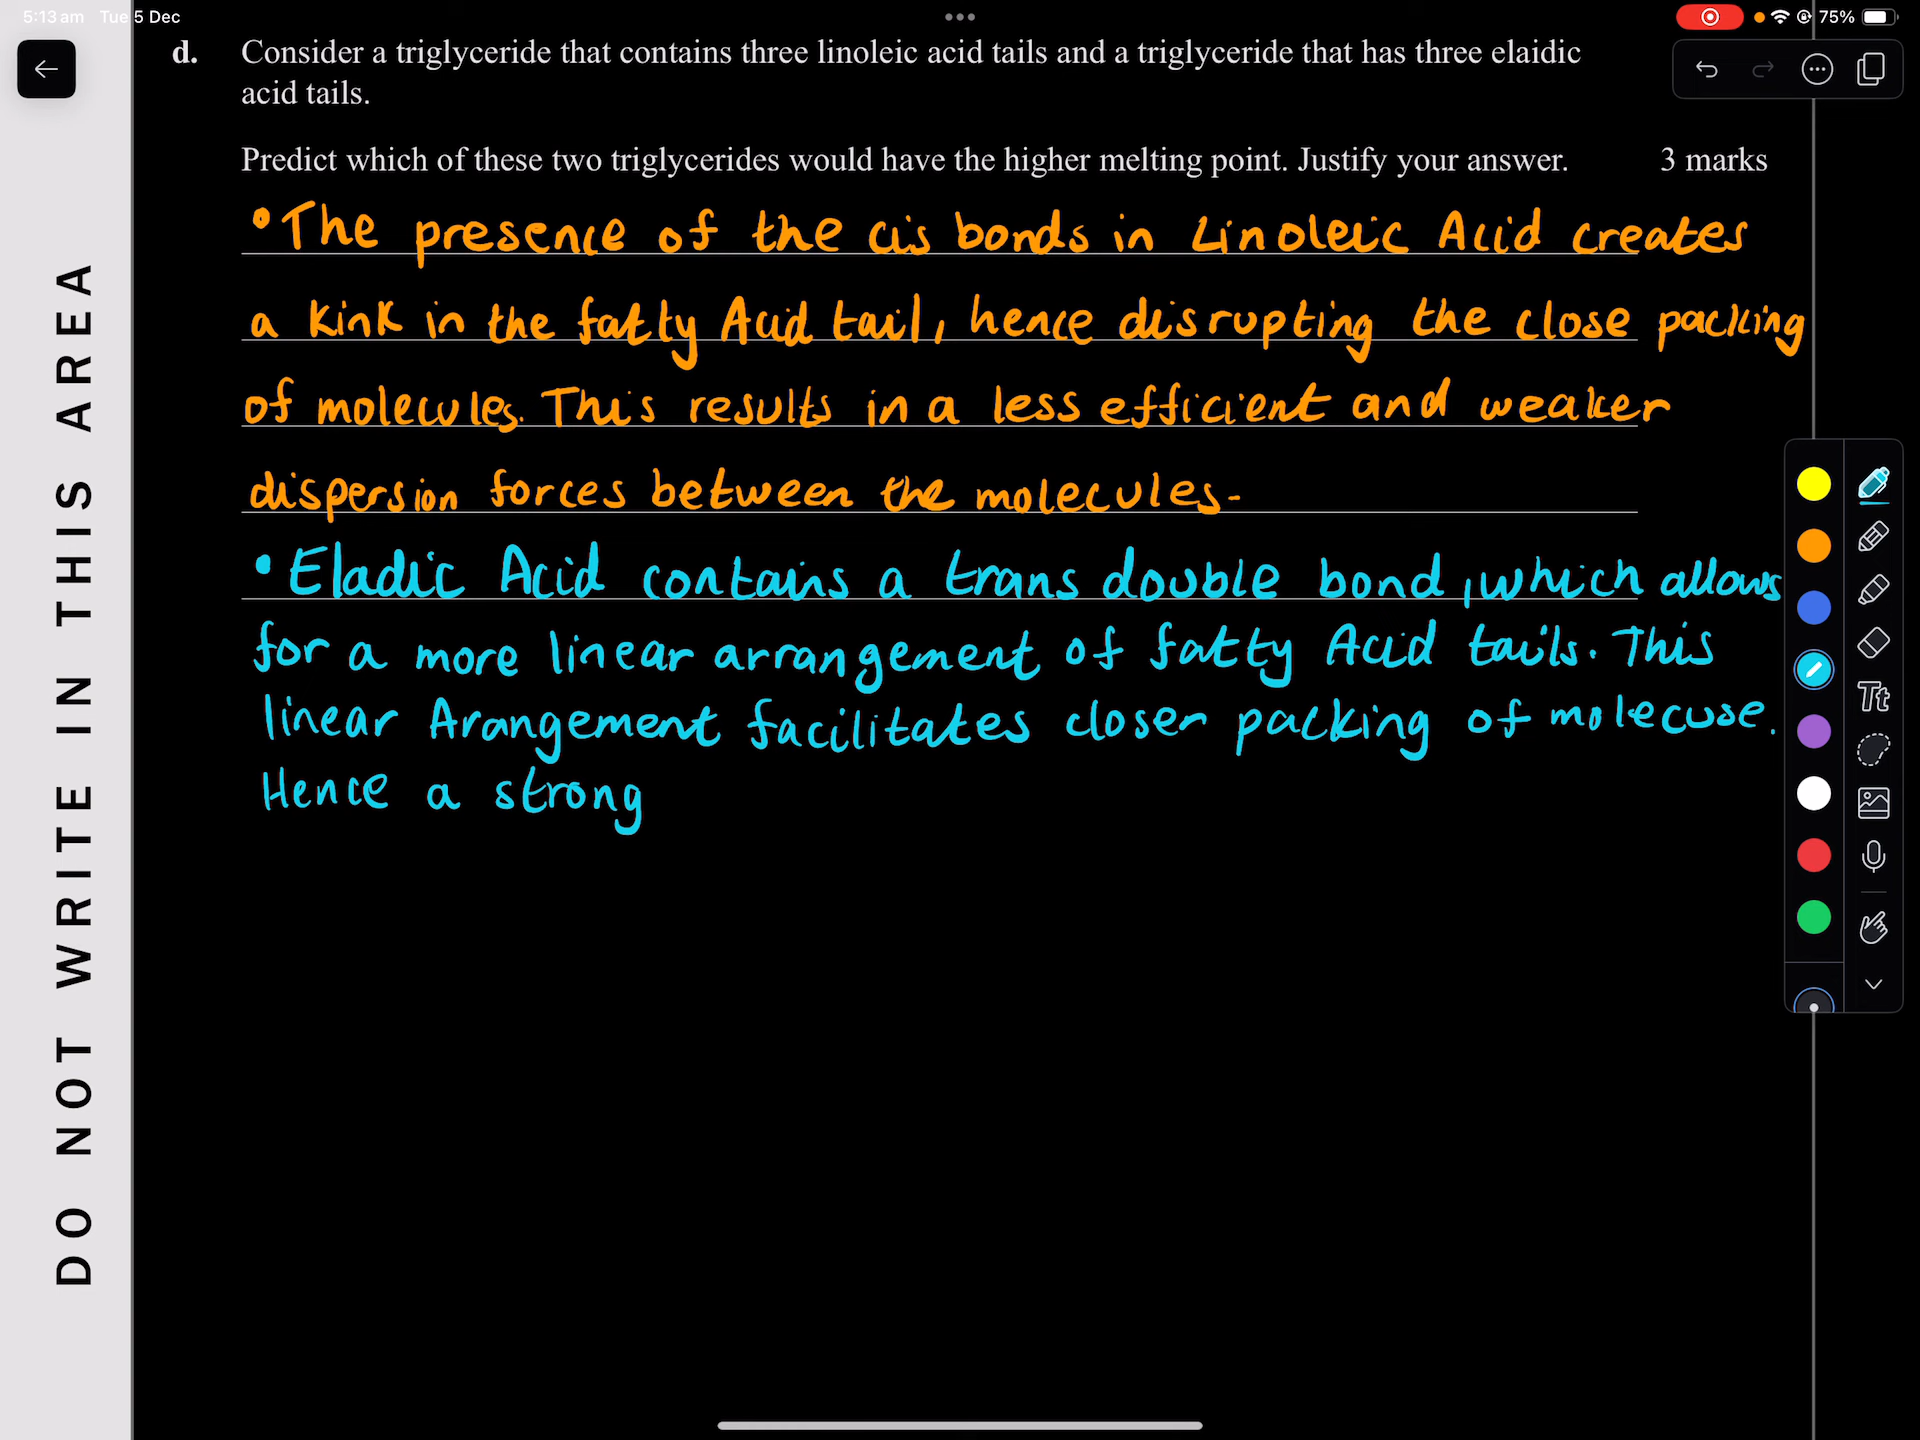 5:13 am Tue 5 Dec
75%
d. Consider a triglyceride that contains three linoleic acid tails and a triglyceride that has three elaidic
acid tails.
Predict which of these two triglycerides would have the higher melting point. Justify your answer. 3 marks
• The presence of the cis bonds in Linoleic Acid creates
a kink in the fatty Acid tail, hence disrupting the close packing
of molecules. This results in a less efficient and weaker
dispersion forces between the molecules-
• Eladic Acid contains a trans double bond, which allows
for a more linear arrangement of fatty Acid tails. This
linear Arangement facilitates closer packing of molecuse.
Hence a strong
DO NOT WRITE IN THIS AREA
Tt